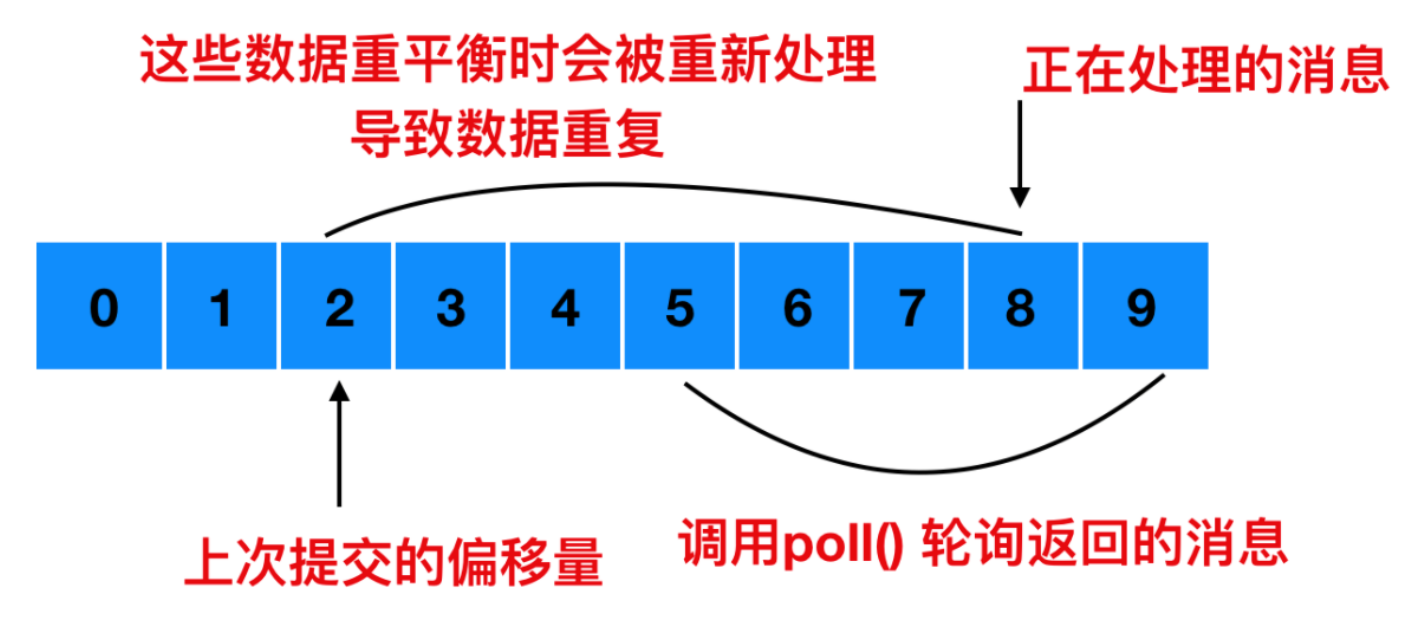 这些数据重平衡时会被重新处理
导致数据重复
正在处理的消息
0 1 2 3 4 5 6 7 8 9
上次提交的偏移量
调用poll() 轮询返回的消息